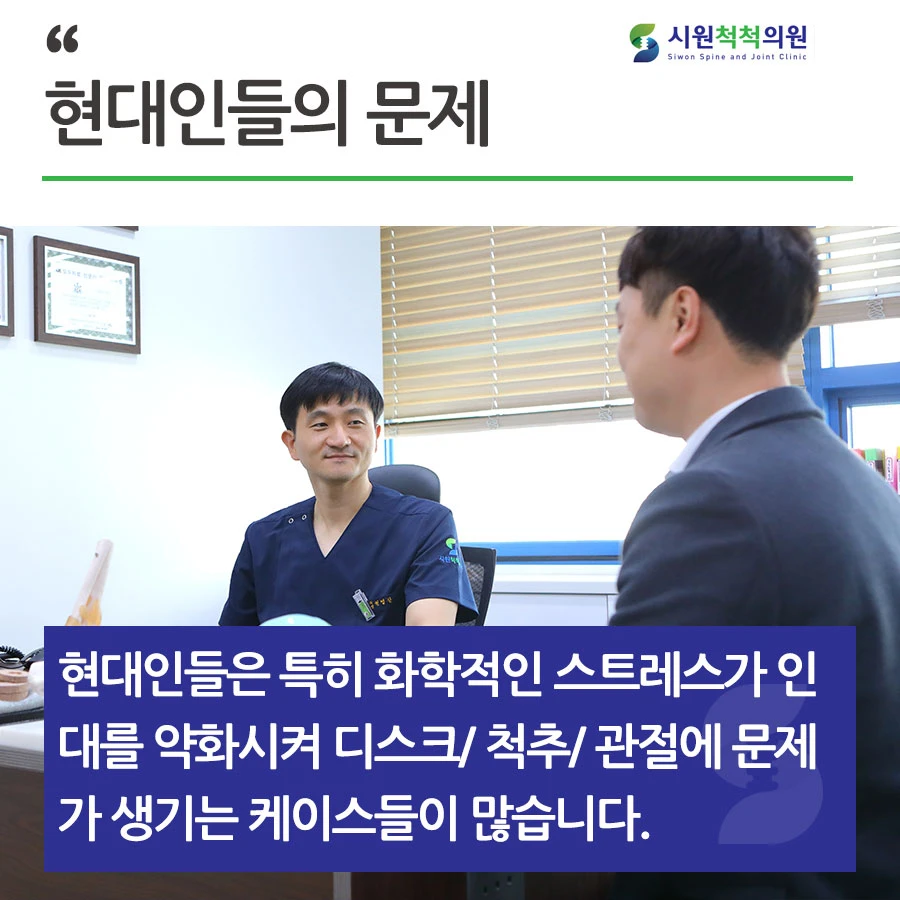 “
시원척척의원
Siwon Spine and Joint Clinic
현대인들의 문제
현대인들은 특히 화학적인 스트레스가 인
대를 약화시켜 디스크/ 척추/ 관절에 문제
가 생기는 케이스들이 많습니다.